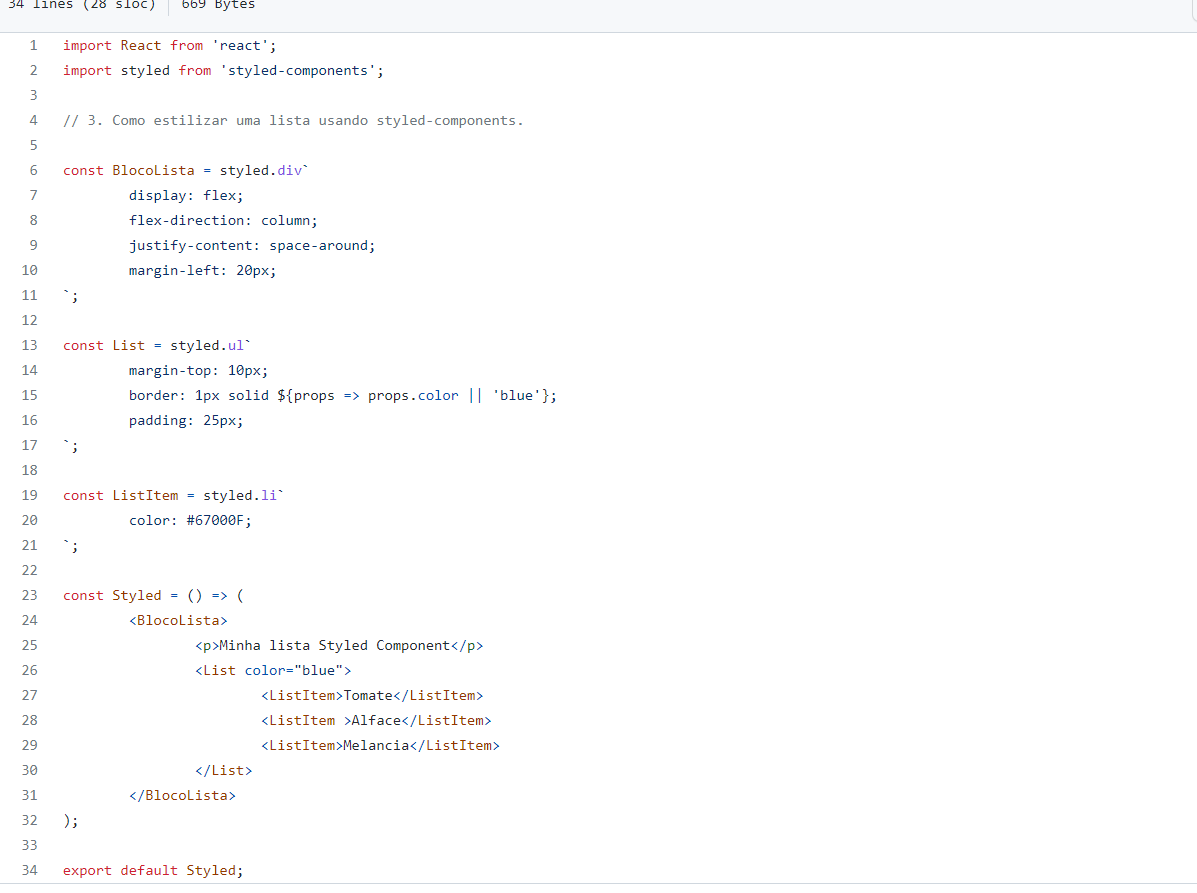 34 lines (28 sloc) 669 Bytes
1 import React from 'react';
2 import styled from 'styled-components';
3
4 // 3. Como estilizar uma lista usando styled-components.
5
6 const BlocoLista = styled.div`
7 display: flex;
8 flex-direction: column;
9 justify-content: space-around;
10 margin-left: 20px;
11 `;
12
13 const List = styled.ul`
14 margin-top: 10px;
15 border: 1px solid ${props => props.color || 'blue'};
16 padding: 25px;
17 `;
18
19 const ListItem = styled.li`
20 color: #67000F;
21 `;
22
23 const Styled = () => (
24 <BlocoLista>
25 <p>Minha lista Styled Component</p>
26 <List color="blue">
27 <ListItem>Tomate</ListItem>
28 <ListItem >Alface</ListItem>
29 <ListItem>Melancia</ListItem>
30 </List>
31 </BlocoLista>
32 );
33
34 export default Styled;